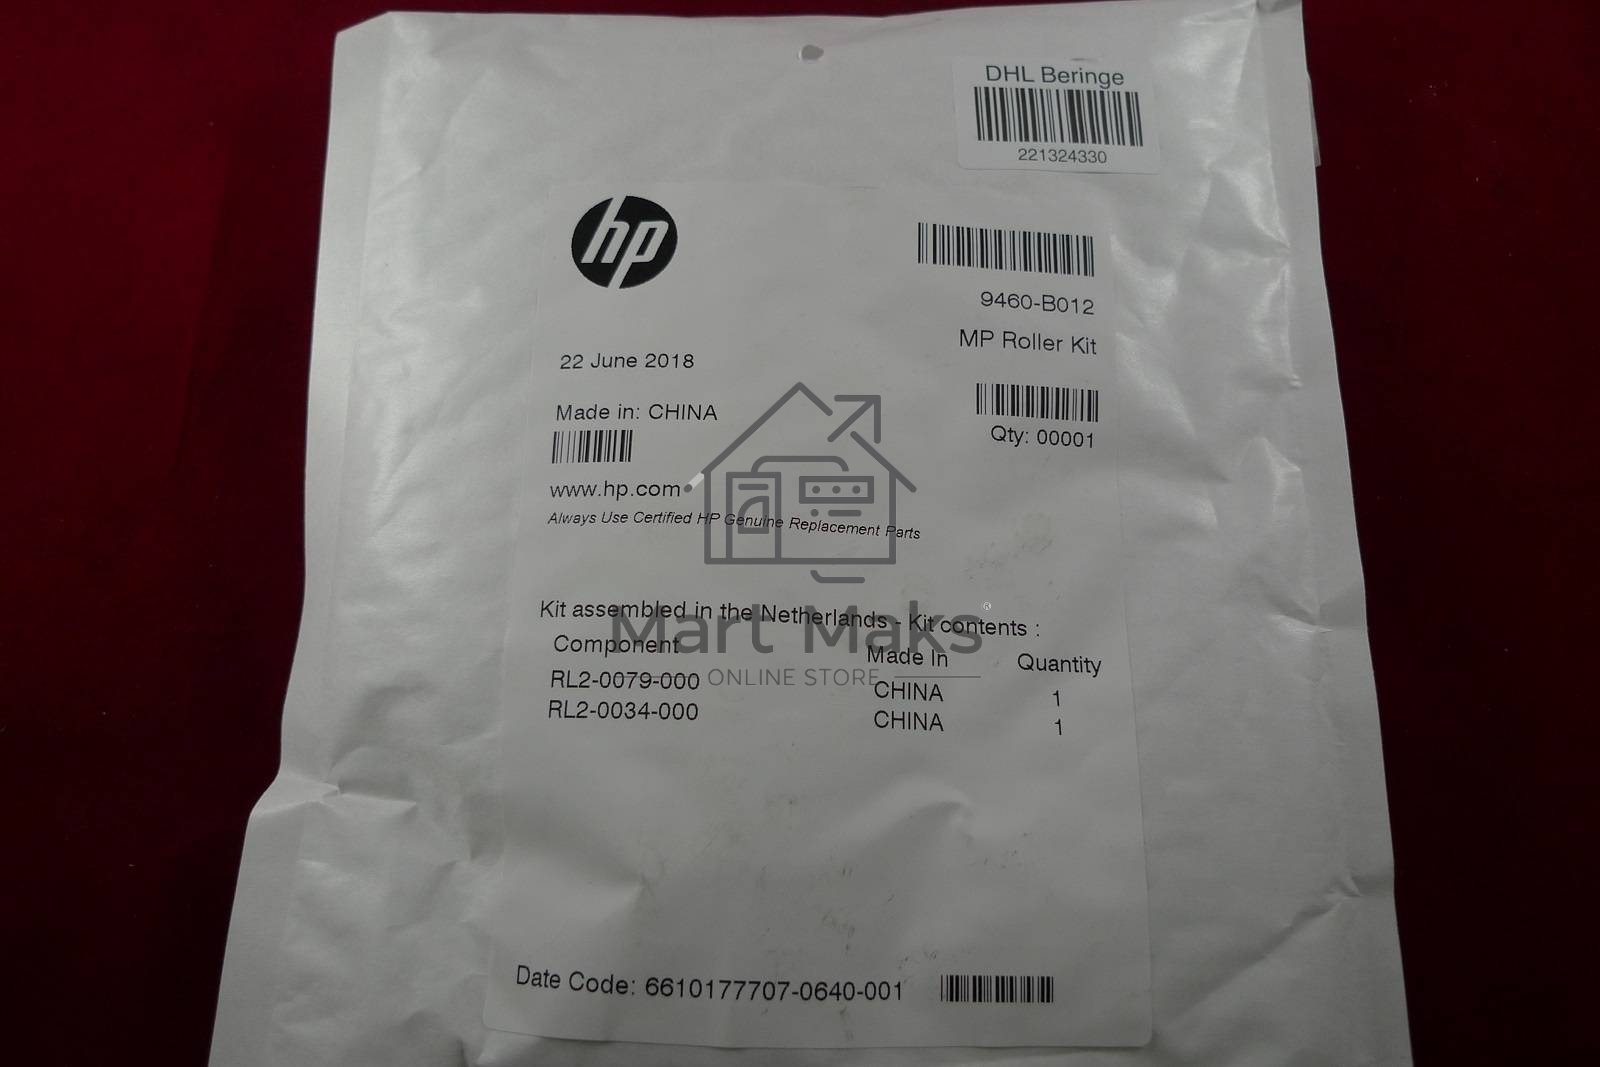 DHL Beringe
221324330
hp
9460-B012
MP Roller Kit
22 June 2018
Made in: CHINA
Qty: 00001
www.hp.com
Always Use Certified HP Genuine Replacement Parts
Kit assembled in the Netherlands - Kit contents :
Mart Maks®
ONLINE STORE
Component Made In Quantity
RL2-0079-000 CHINA 1
RL2-0034-000 CHINA 1
Date Code: 6610177707-0640-001